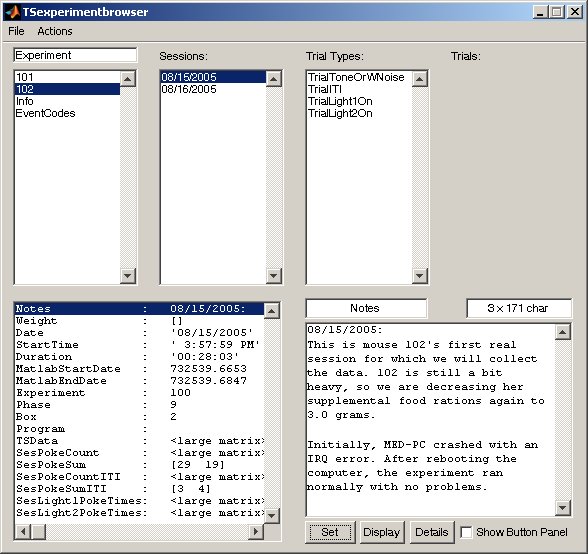 TSexperimentbrowser
File Actions
Experiment Sessions: Trial Types: Trials:
101
102
Info
EventCodes
08/15/2005
08/16/2005
TrialToneOrWNoise
TrialITI
TrialLight1On
TrialLight2On
Notes : 08/15/2005:
Weight : []
Date : '08/15/2005'
StartTime : ' 3:57:59 PM'
Duration : '00:28:03'
MatlabStartDate : 732539.6653
MatlabEndDate : 732539.6847
Experiment : 100
Phase : 9
Box : 2
Program :
TSData : <large matrix>
SesPokeCount : <large matrix>
SesPokeSum : [29 19]
SesPokeCountITI : <large matrix>
SesPokeSumITI : [3 4]
SesLight1PokeTimes: <large matrix>
SesLight2PokeTimes: <large matrix>
Notes 3 × 171 char
08/15/2005:
This is mouse 102's first real
session for which we will collect
the data. 102 is still a bit
heavy, so we are decreasing her
supplemental food rations again to
3.0 grams.
Initially, MED-PC crashed with an
IRQ error. After rebooting the
computer, the experiment ran
normally with no problems.
Set Display Details Show Button Panel